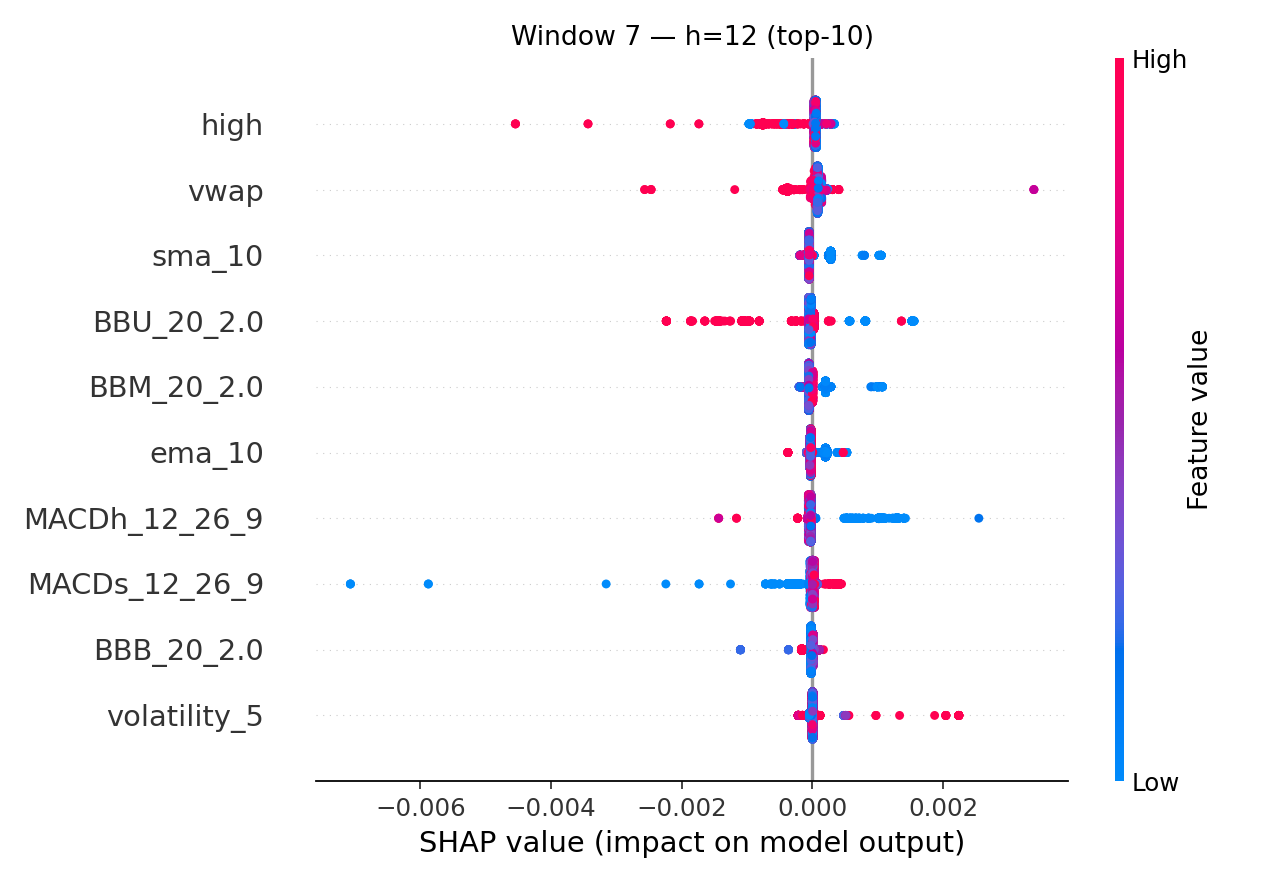 Window 7 — h=12 (top-10)
High
high
vwap
sma_10
BBU_20_2.0
BBM_20_2.0
ema_10
MACDh_12_26_9
MACDs_12_26_9
BBB_20_2.0
volatility_5
Feature value
Low
−0.006 −0.004 −0.002 0.000 0.002
SHAP value (impact on model output)